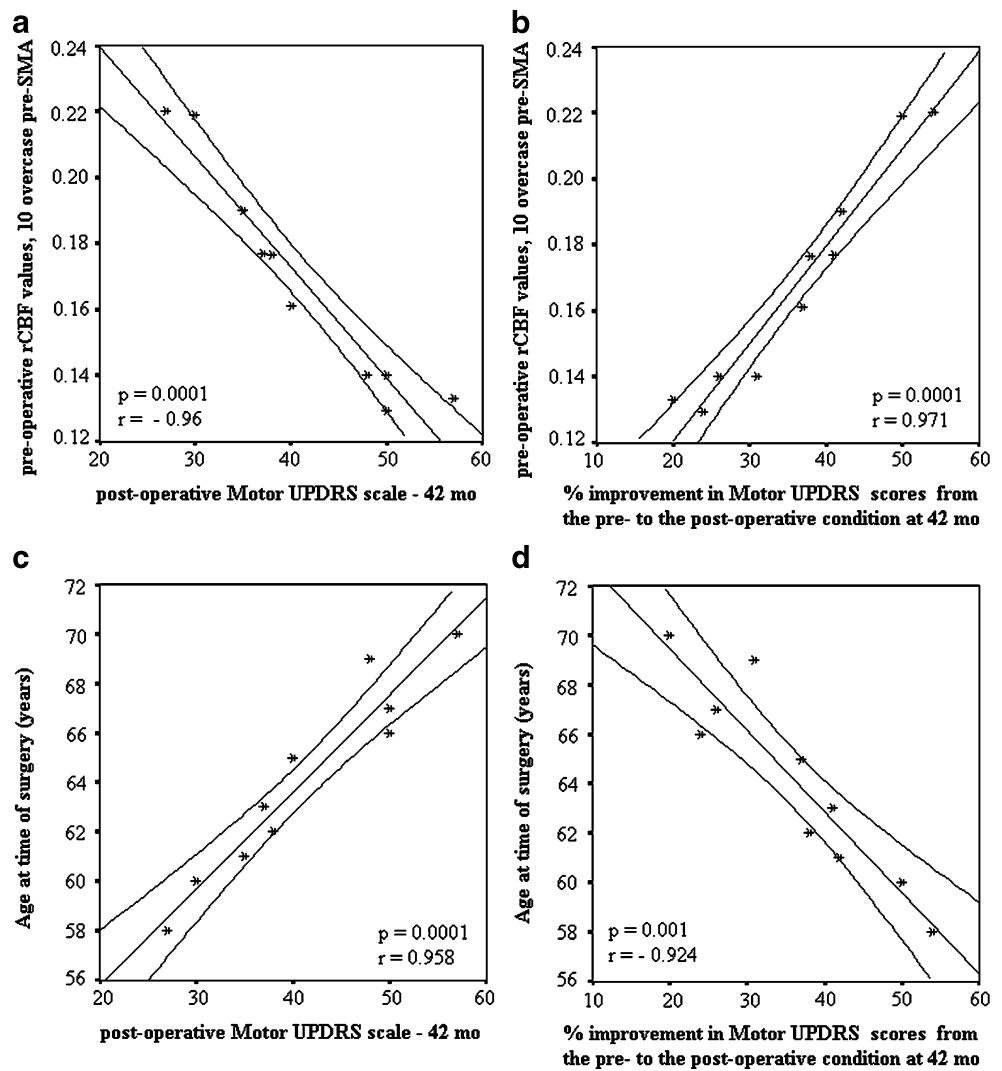 a
pre-operative rCBF values, 10 overcase pre-SMA
0.24
0.22
0.20
0.18
0.16
0.14
0.12
p = 0.0001
r = - 0.96
20
30
40
50
60
post-operative Motor UPDRS scale - 42 mo
b
pre-operative rCBF values, 10 overcase pre-SMA
0.24
0.22
0.20
0.18
0.16
0.14
0.12
p = 0.0001
r = 0.971
10
20
30
40
50
60
% improvement in Motor UPDRS scores from
the pre- to the post-operative condition at 42 mo
c
Age at time of surgery (years)
72
70
68
66
64
62
60
58
56
p = 0.0001
r = 0.958
20
30
40
50
60
post-operative Motor UPDRS scale - 42 mo
d
Age at time of surgery (years)
72
70
68
66
64
62
60
58
56
p = 0.001
r = - 0.924
10
20
30
40
50
60
% improvement in Motor UPDRS scores from
the pre- to the post-operative condition at 42 mo